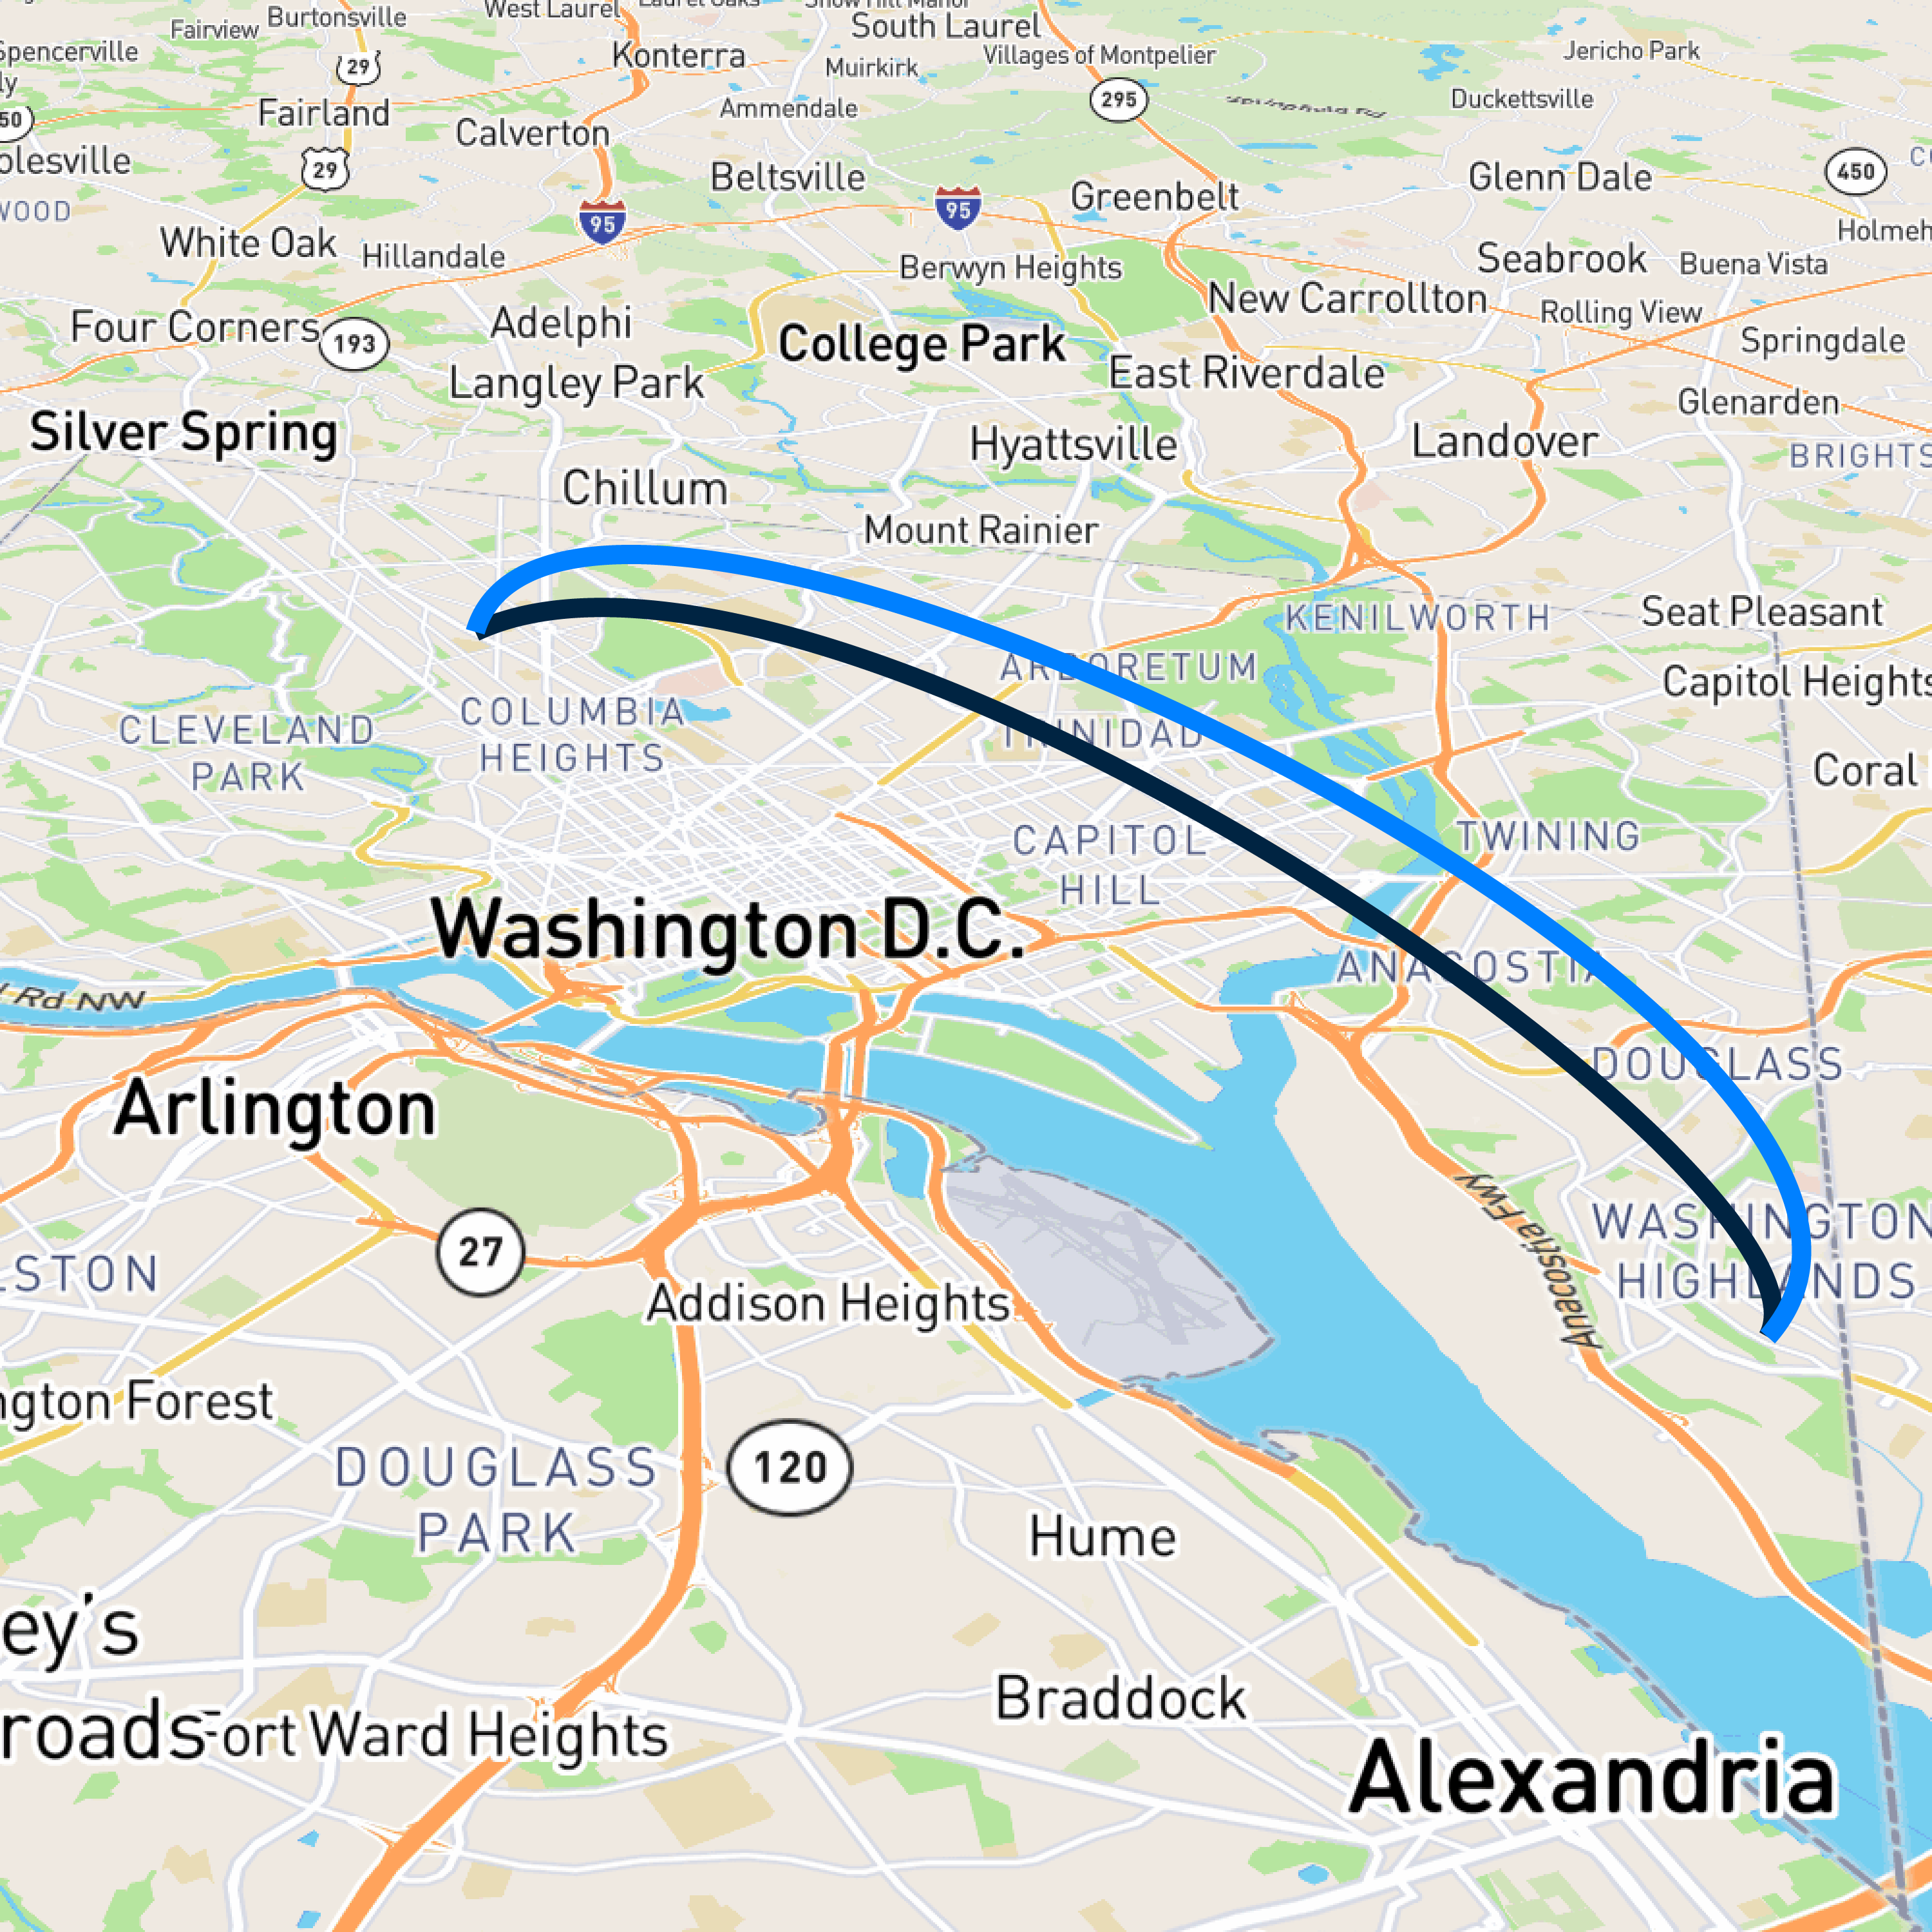 West Laurel
Burtonsville
Fairview
South Laurel
Spencerville
Konterra
Villages of Montpelier
Jericho Park
29
Muirkirk
ly
295
Duckettsville
Ammendale
Springfield Rd
50
Fairland
Calverton
olesville
29
Beltsville
Greenbelt
Glenn Dale
450
WOOD
95
95
White Oak
Hillandale
Holmeh
Berwyn Heights
Seabrook
Buena Vista
New Carrollton
Rolling View
Four Corners
193
Adelphi
College Park
Springdale
Langley Park
East Riverdale
Glenarden
Silver Spring
Hyattsville
Landover
BRIGHTS
Chillum
Mount Rainier
KENILWORTH
Seat Pleasant
ARBORETUM
Capitol Heights
COLUMBIA
HEIGHTS
CLEVELAND
PARK
TRINIDAD
Coral
CAPITOL
HILL
TWINING
Washington D.C.
ANACOSTIA
Rd NW
DOUGLASS
Arlington
WASHINGTON
HIGHLANDS
Anacostia Fwy
27
LSTON
Addison Heights
ngton Forest
DOUGLASS
PARK
120
Hume
ey's
roads
Fort Ward Heights
Braddock
Alexandria